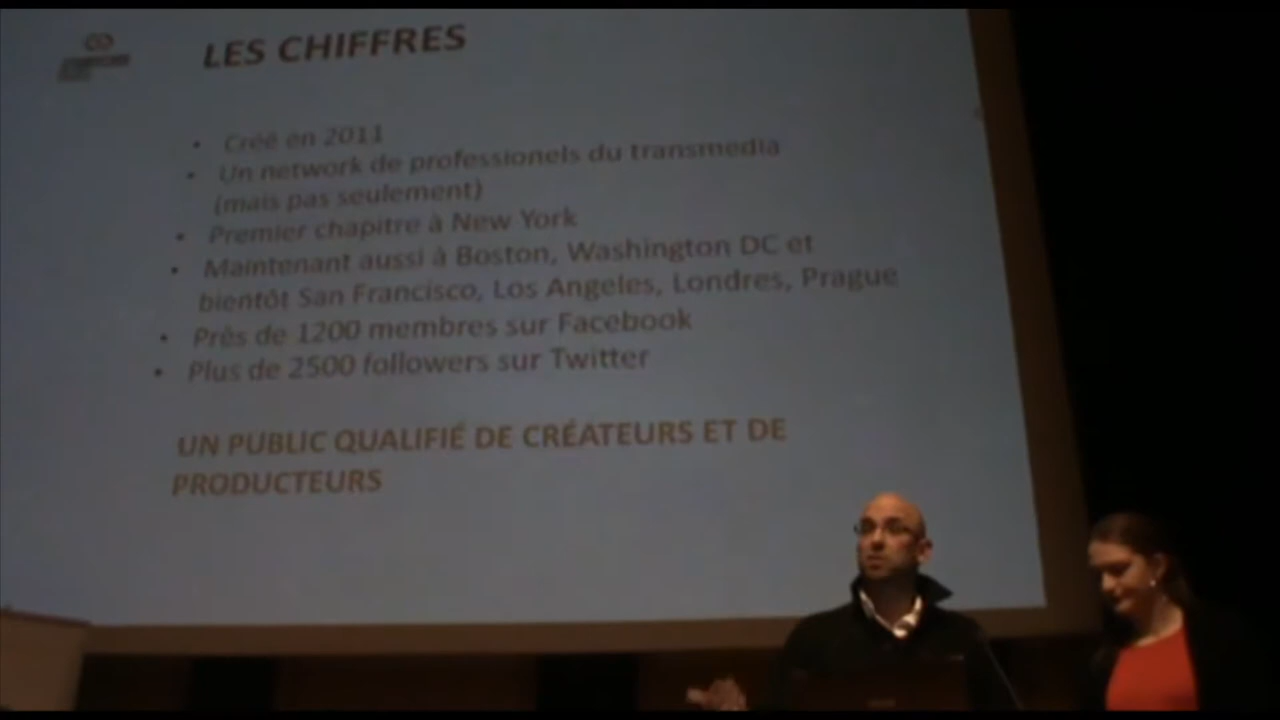 LES CHIFFRES
• Créé en 2011
• Un network de professionels du transmedia
(mais pas seulement)
• Premier chapitre à New York
• Maintenant aussi à Boston, Washington DC et
bientôt San Francisco, Los Angeles, Londres, Prague
• Près de 1200 membres sur Facebook
• Plus de 2500 followers sur Twitter
UN PUBLIC QUALIFIÉ DE CRÉATEURS ET DE
PRODUCTEURS